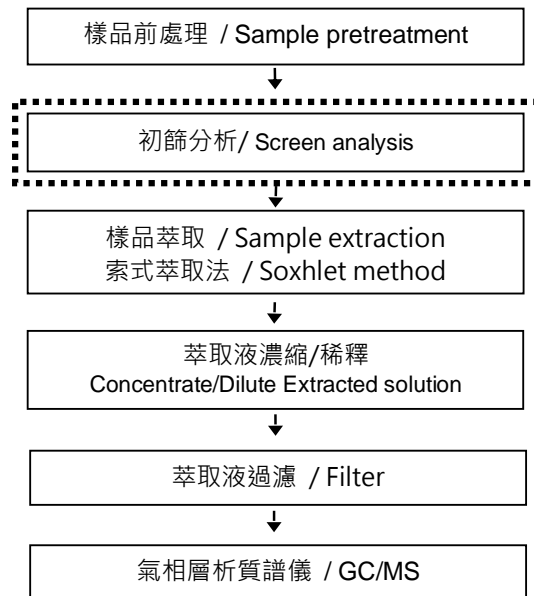 樣品前處理 / Sample pretreatment
初篩分析/ Screen analysis
樣品萃取 / Sample extraction
索式萃取法 / Soxhlet method
萃取液濃縮/稀釋
Concentrate/Dilute Extracted solution
萃取液過濾 / Filter
氣相層析質譜儀 / GC/MS